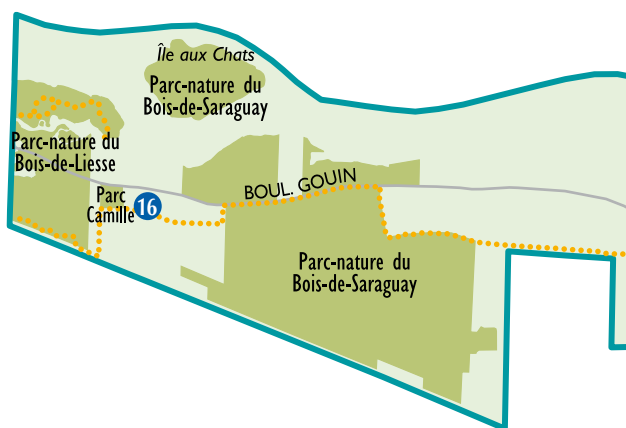 Île aux Chats
Parc-nature du
Bois-de-Saraguay
Parc-nature du
Bois-de-Liesse
BOUL. GOUIN
Parc
Camille
16
Parc-nature du
Bois-de-Saraguay